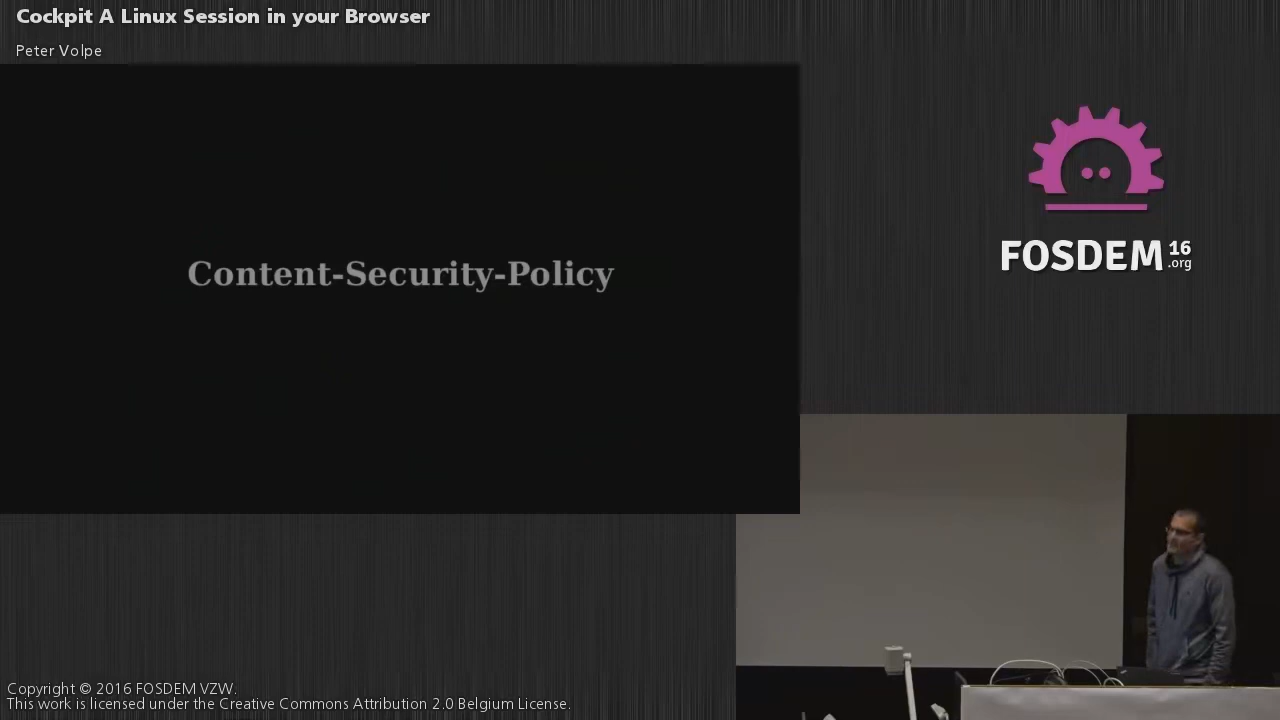 Cockpit A Linux Session in your Browser
Peter Volpe
Content-Security-Policy
FOSDEM 16
.org
Copyright © 2016 FOSDEM VZW.
This work is licensed under the Creative Commons Attribution 2.0 Belgium License.